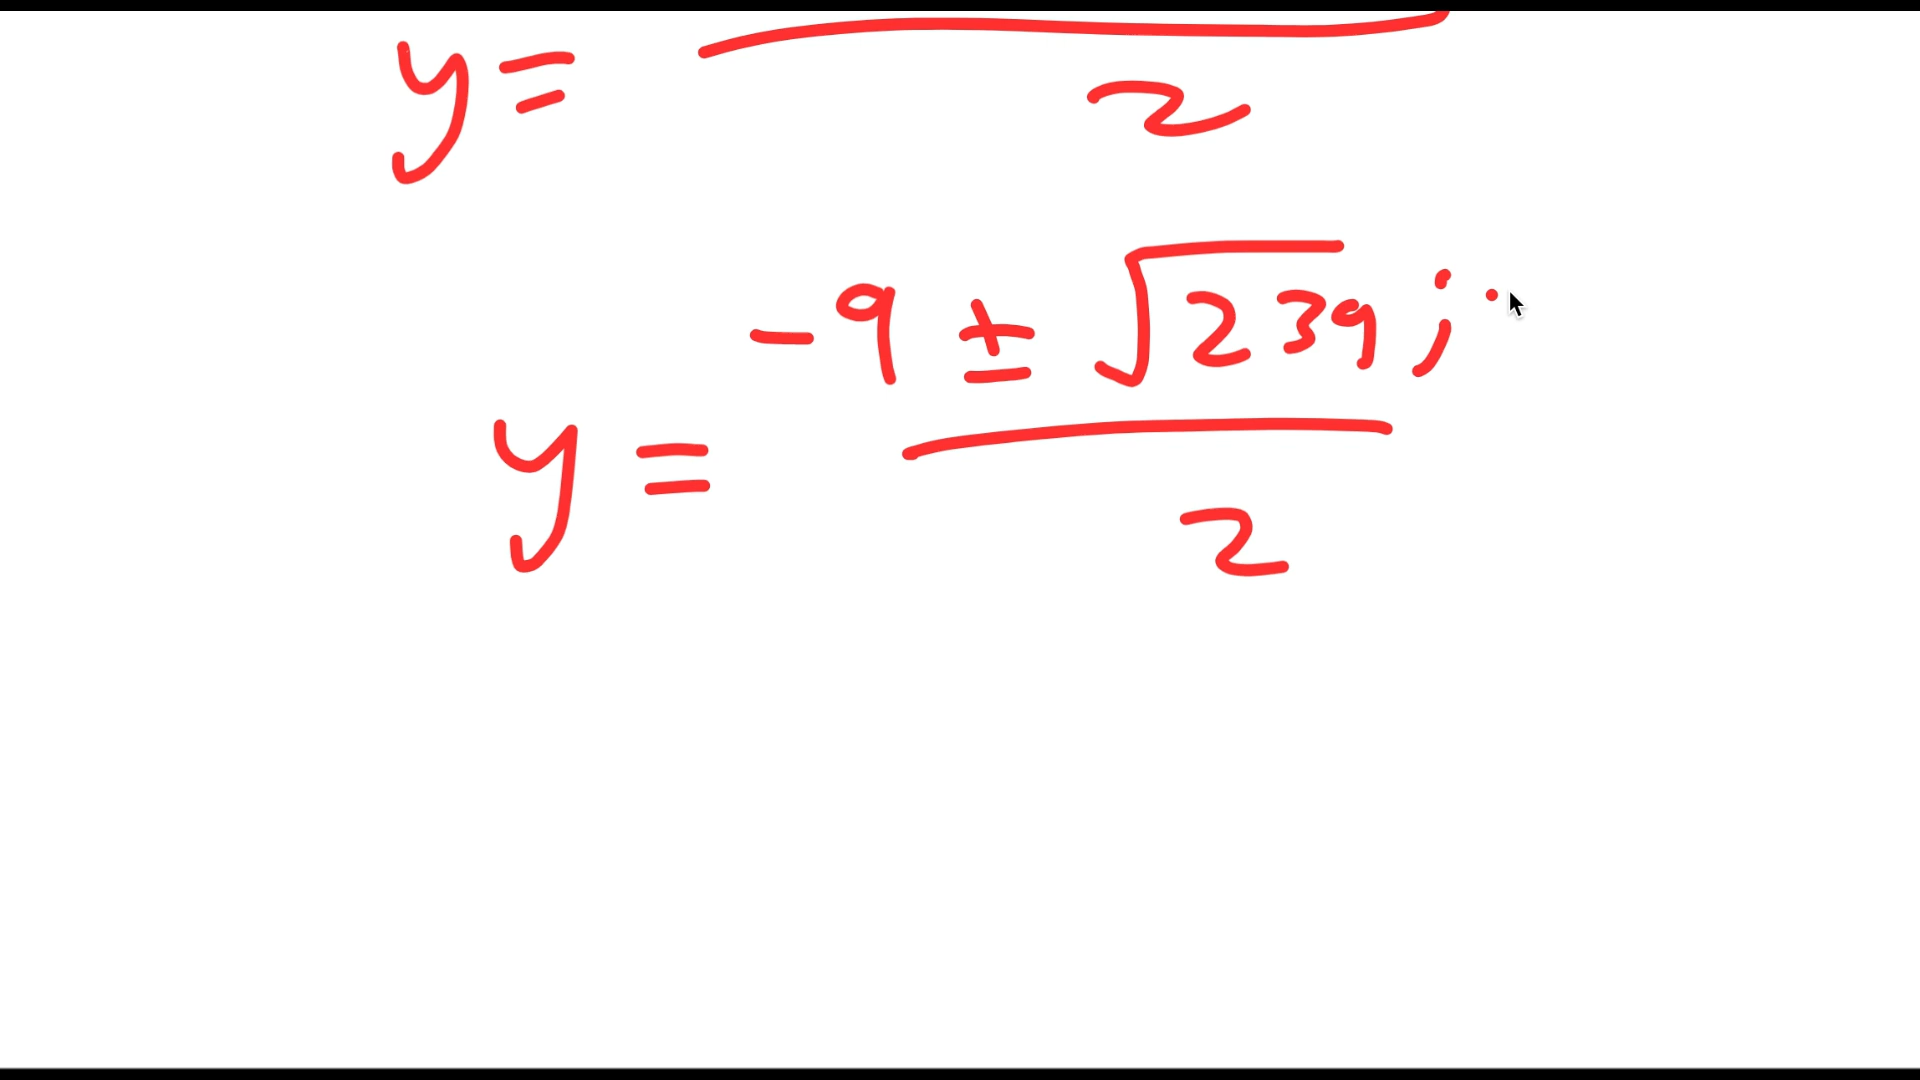 y = 2
y = -9 ± √239 i
2